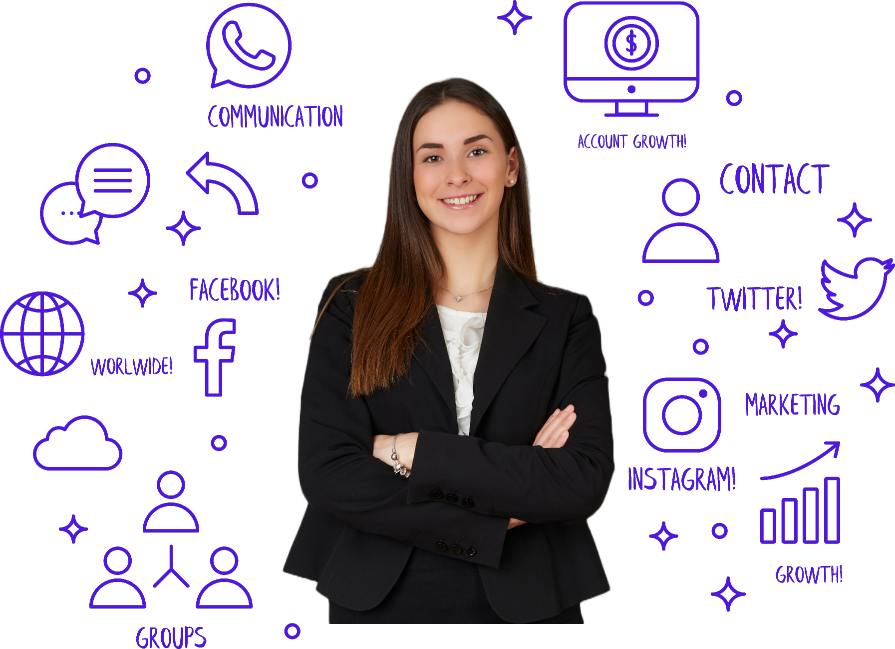 COMMUNICATION
ACCOUNT GROWTH!
CONTACT
FACEBOOK!
TWITTER!
WORLWIDE!
MARKETING
INSTAGRAM!
GROWTH!
GROUPS